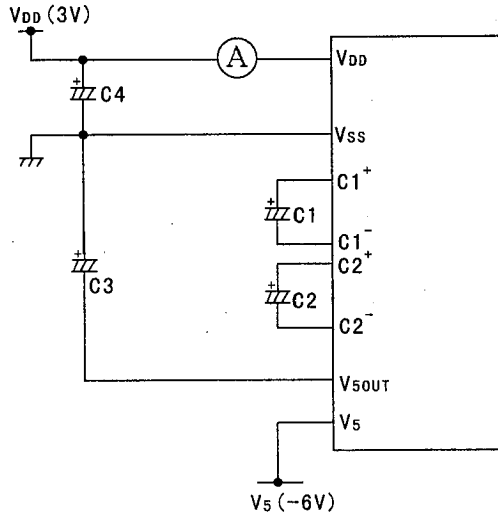 VDD (3V)
A
VDD
C4
VSS
C1+
C1
C1-
C2+
C3
C2
C2-
V5OUT
V5
V5 (-6V)